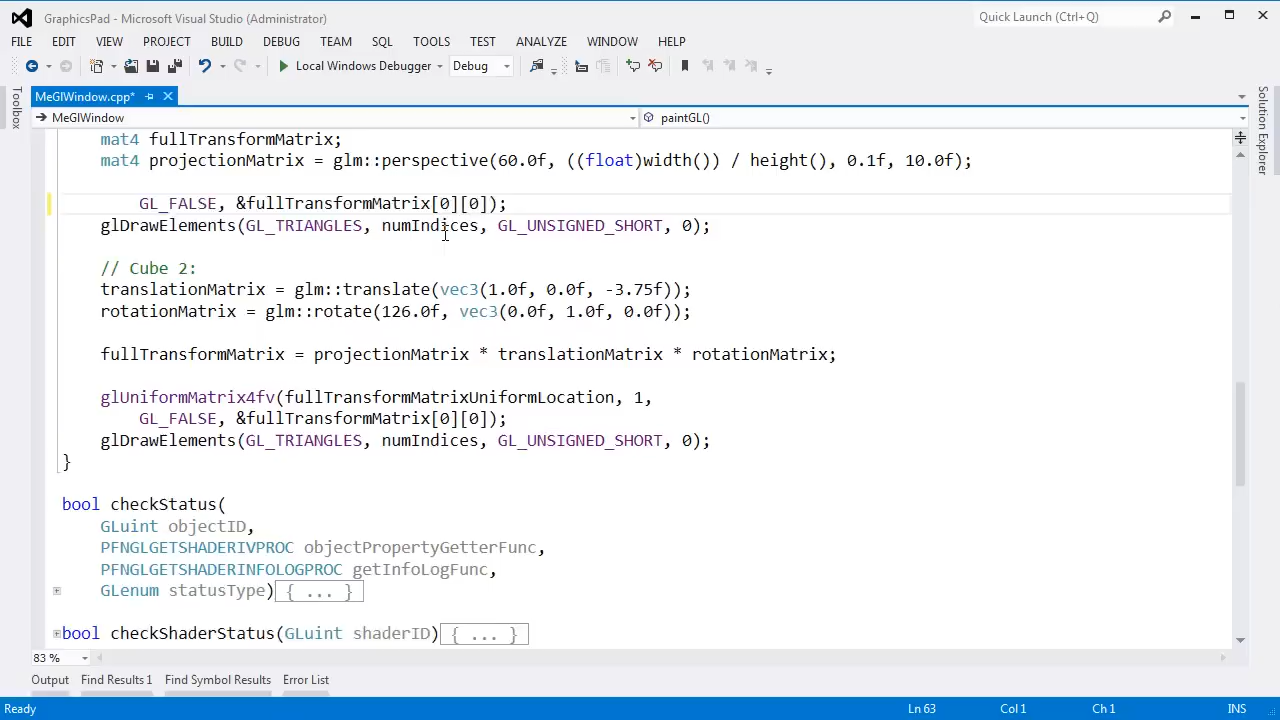 GraphicsPad - Microsoft Visual Studio (Administrator)
Quick Launch (Ctrl+Q)
FILE EDIT VIEW PROJECT BUILD DEBUG TEAM SQL TOOLS TEST ANALYZE WINDOW HELP
Local Windows Debugger Debug
Toolbox
MeGlWindow.cpp*
Solution Explorer
MeGlWindow paintGL()
mat4 fullTransformMatrix;
mat4 projectionMatrix = glm::perspective(60.0f, ((float)width()) / height(), 0.1f, 10.0f);
GL_FALSE, &fullTransformMatrix[0][0]);
glDrawElements(GL_TRIANGLES, numIndices, GL_UNSIGNED_SHORT, 0);
// Cube 2:
translationMatrix = glm::translate(vec3(1.0f, 0.0f, -3.75f));
rotationMatrix = glm::rotate(126.0f, vec3(0.0f, 1.0f, 0.0f));
fullTransformMatrix = projectionMatrix * translationMatrix * rotationMatrix;
glUniformMatrix4fv(fullTransformMatrixUniformLocation, 1,
GL_FALSE, &fullTransformMatrix[0][0]);
glDrawElements(GL_TRIANGLES, numIndices, GL_UNSIGNED_SHORT, 0);
}
bool checkStatus(
GLuint objectID,
PFNGLGETSHADERIVPROC objectPropertyGetterFunc,
PFNGLGETSHADERINFOLOGPROC getInfoLogFunc,
GLenum statusType){ ... }
bool checkShaderStatus(GLuint shaderID){ ... }
83 %
Output Find Results 1 Find Symbol Results Error List
Ready Ln 63 Col 1 Ch 1 INS